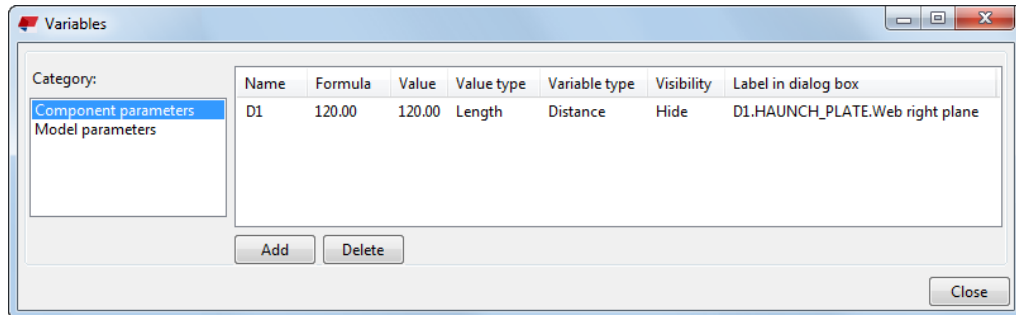 Variables
Category:
Component parameters
Model parameters
Name Formula Value Value type Variable type Visibility Label in dialog box
D1 120.00 120.00 Length Distance Hide D1.HAUNCH_PLATE.Web right plane
Add Delete
Close